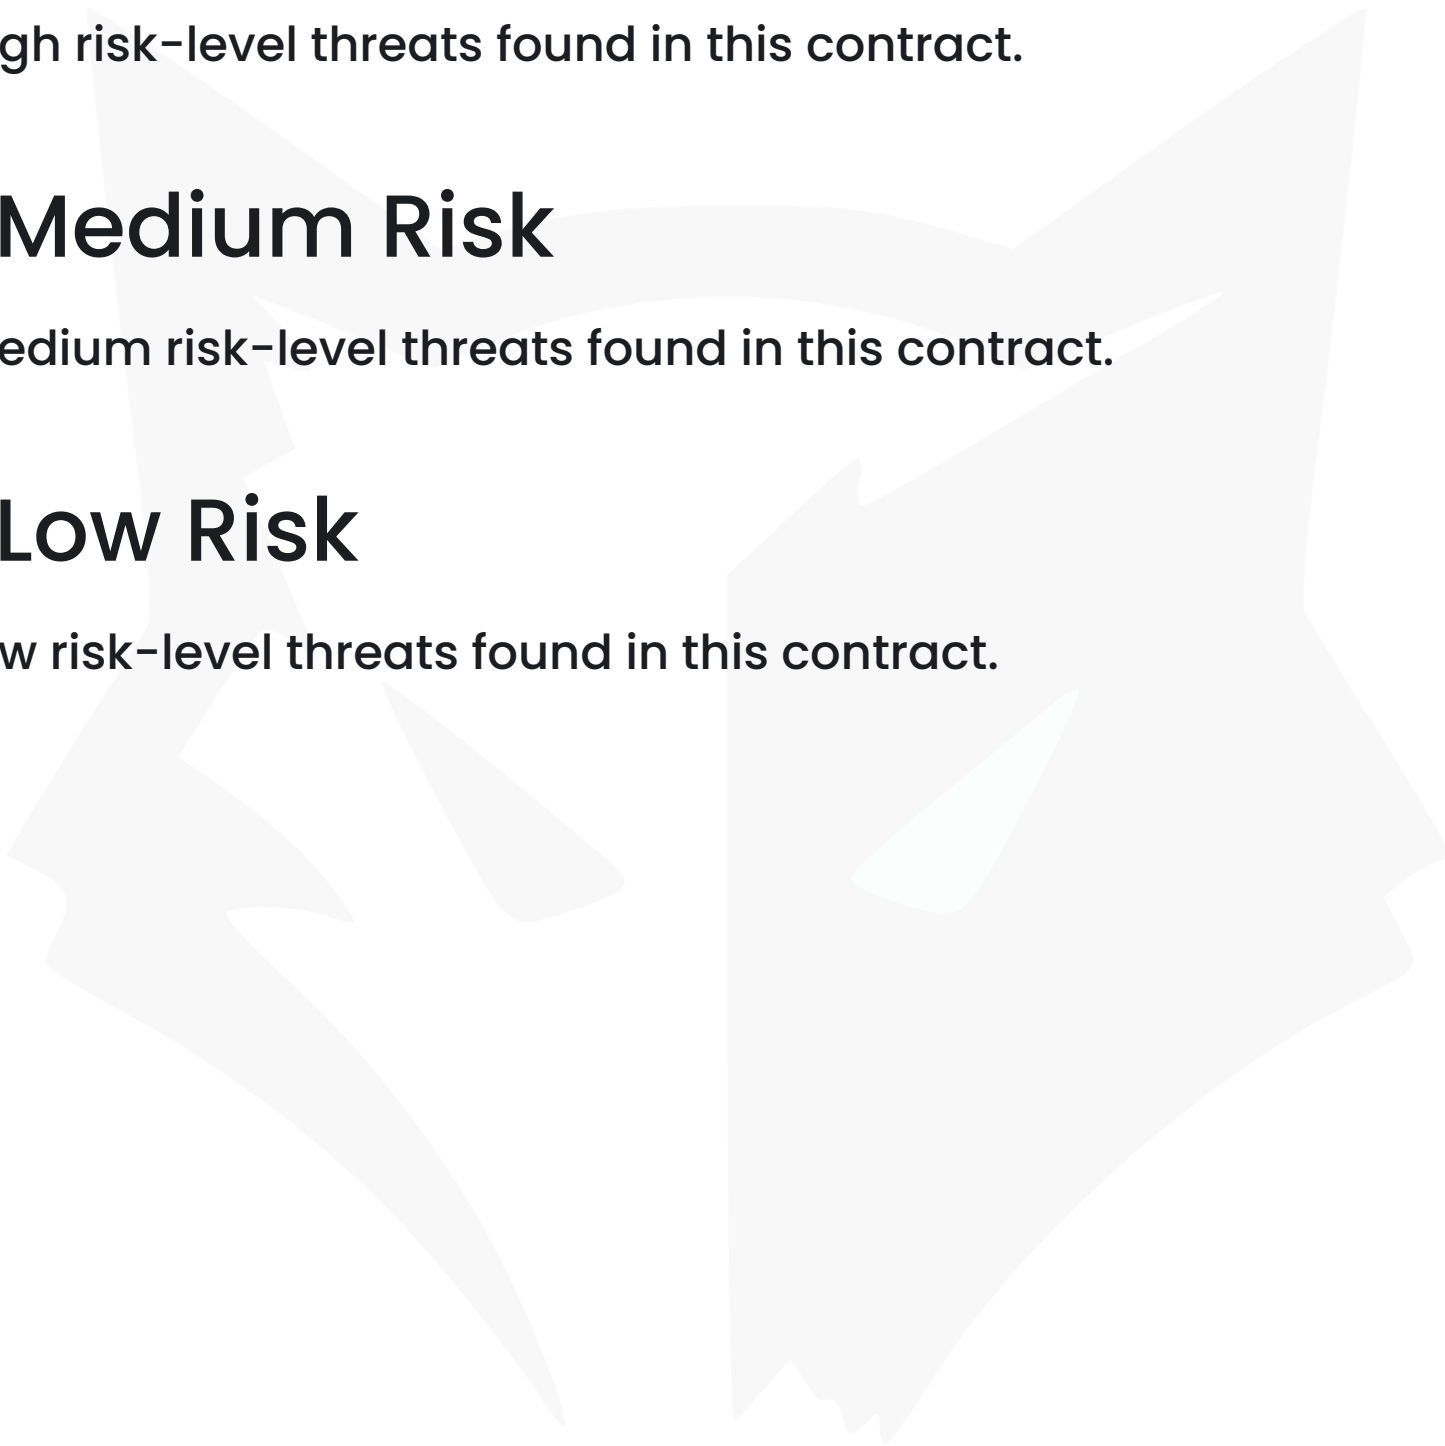 gh risk-level threats found in this contract.
Medium Risk
edium risk-level threats found in this contract.
Low Risk
w risk-level threats found in this contract.